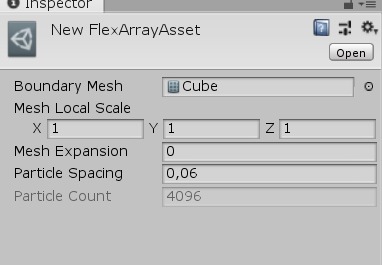 Inspector
New FlexArrayAsset
Open
Boundary Mesh Cube
Mesh Local Scale
X 1 Y 1 Z 1
Mesh Expansion 0
Particle Spacing 0,06
Particle Count 4096